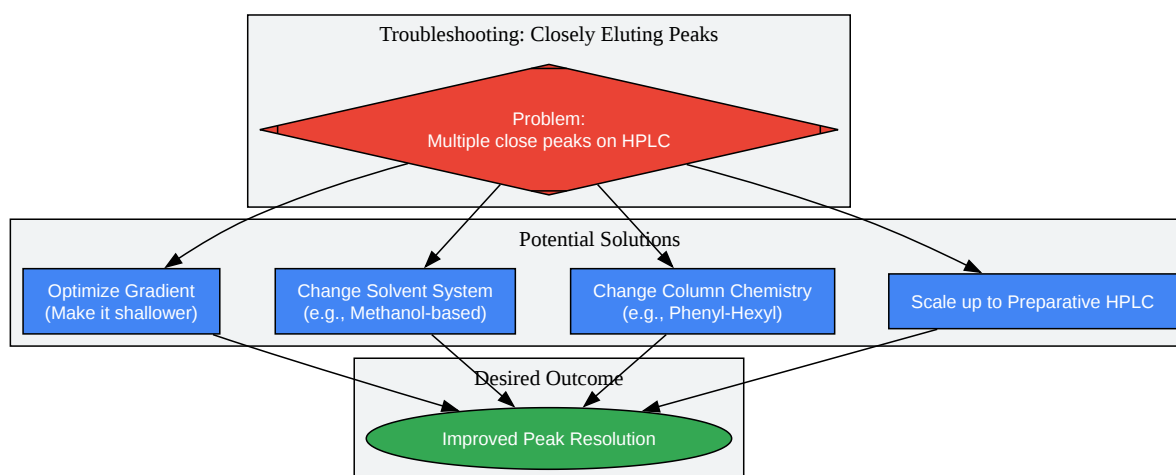 Troubleshooting: Closely Eluting Peaks
Problem:
Multiple close peaks on HPLC
Potential Solutions
Optimize Gradient
(Make it shallower)
Change Solvent System
(e.g., Methanol-based)
Change Column Chemistry
(e.g., Phenyl-Hexyl)
Scale up to Preparative HPLC
Desired Outcome
Improved Peak Resolution